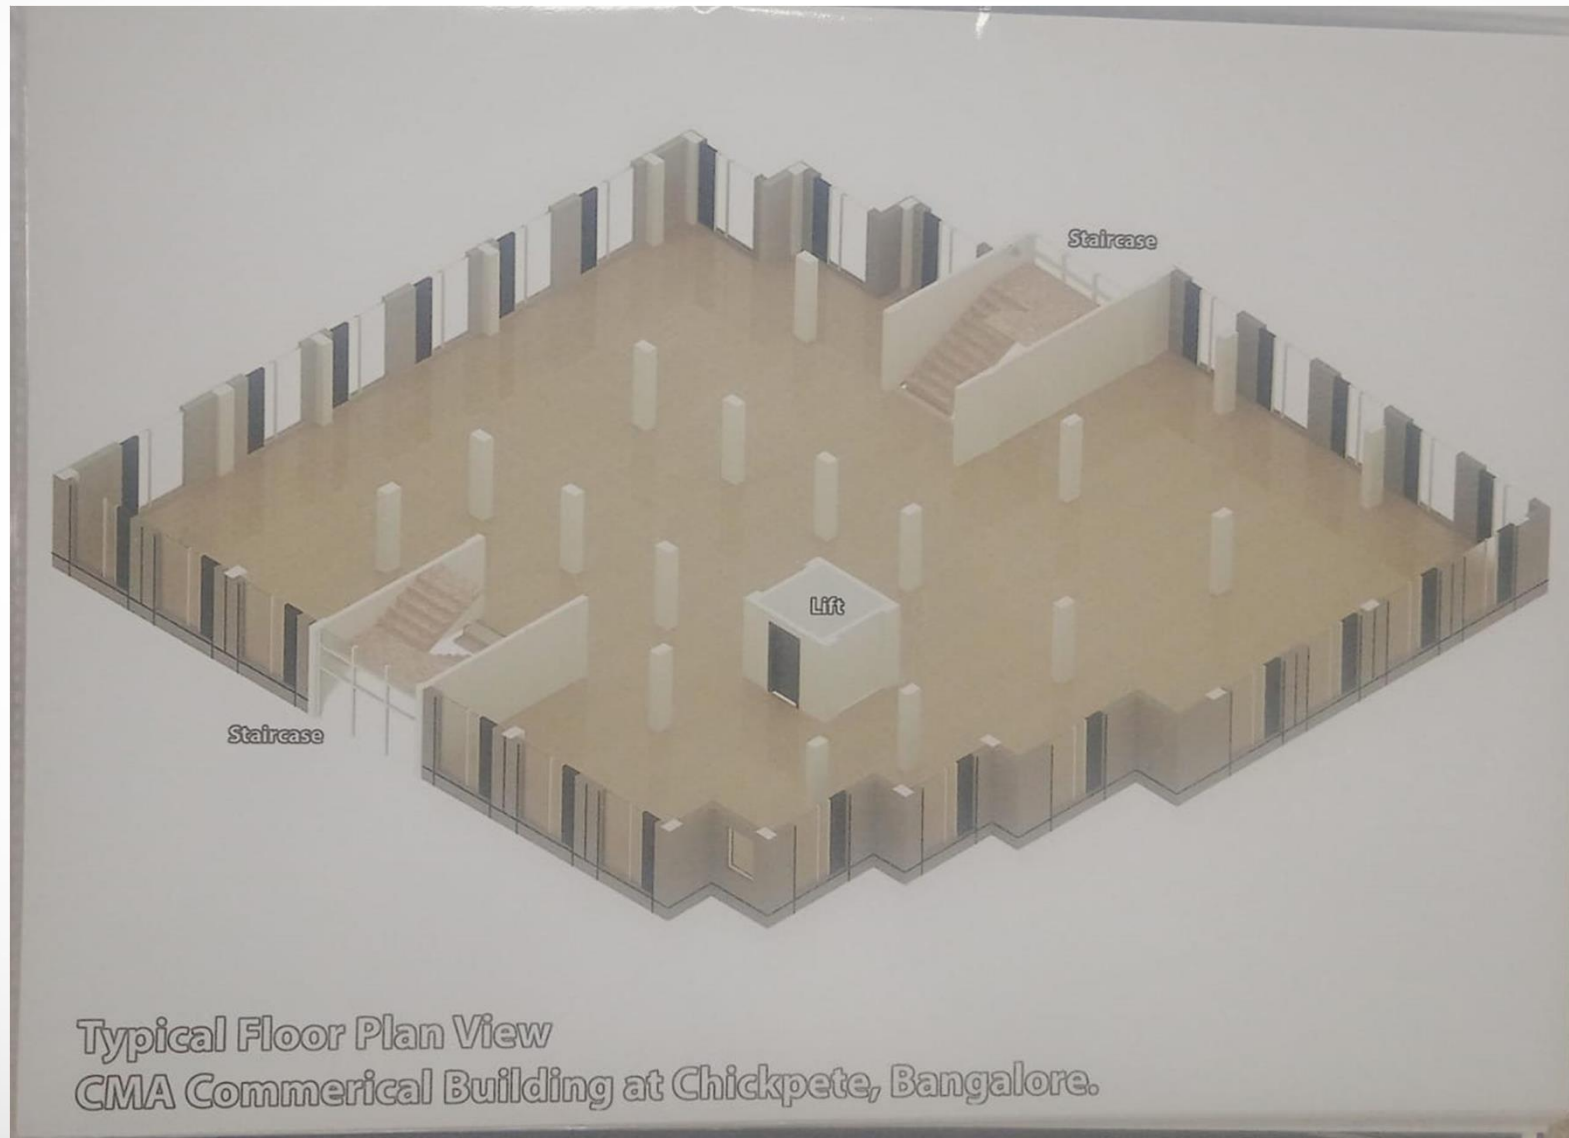 Staircase
Lift
Staircase
Typical Floor Plan View
CMA Commerical Building at Chickpete, Bangalore.